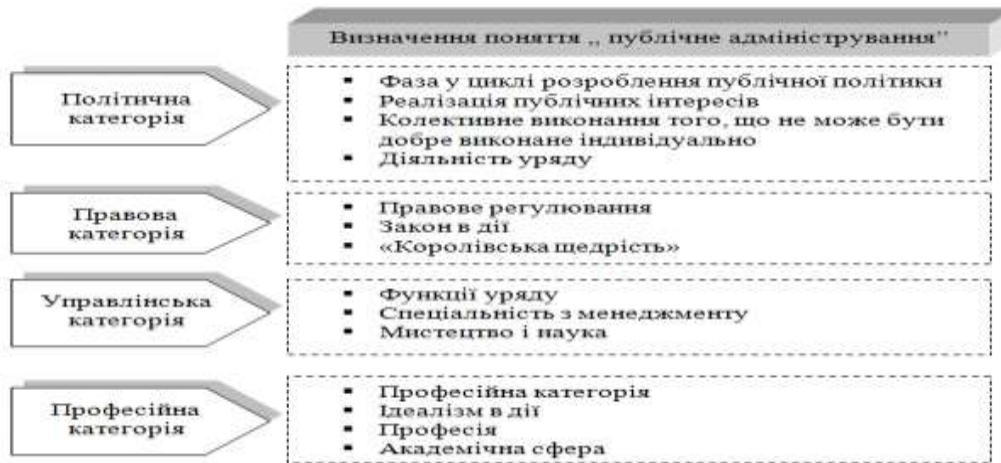 Визначення поняття „ публічне адміністрування”
Політична
категорія
▪ Фаза у циклі розроблення публічної політики
▪ Реалізація публічних інтересів
▪ Колективне виконання того, що не може бути
добре виконане індивідуально
▪ Діяльність уряду
Правова
категорія
▪ Правове регулювання
▪ Закон в дії
▪ «Королівська щедрість»
Управлінська
категорія
▪ Функції уряду
▪ Спеціальність з менеджменту
▪ Мистецтво і наука
Професійна
категорія
▪ Професійна категорія
▪ Ідеалізм в дії
▪ Професія
▪ Академічна сфера